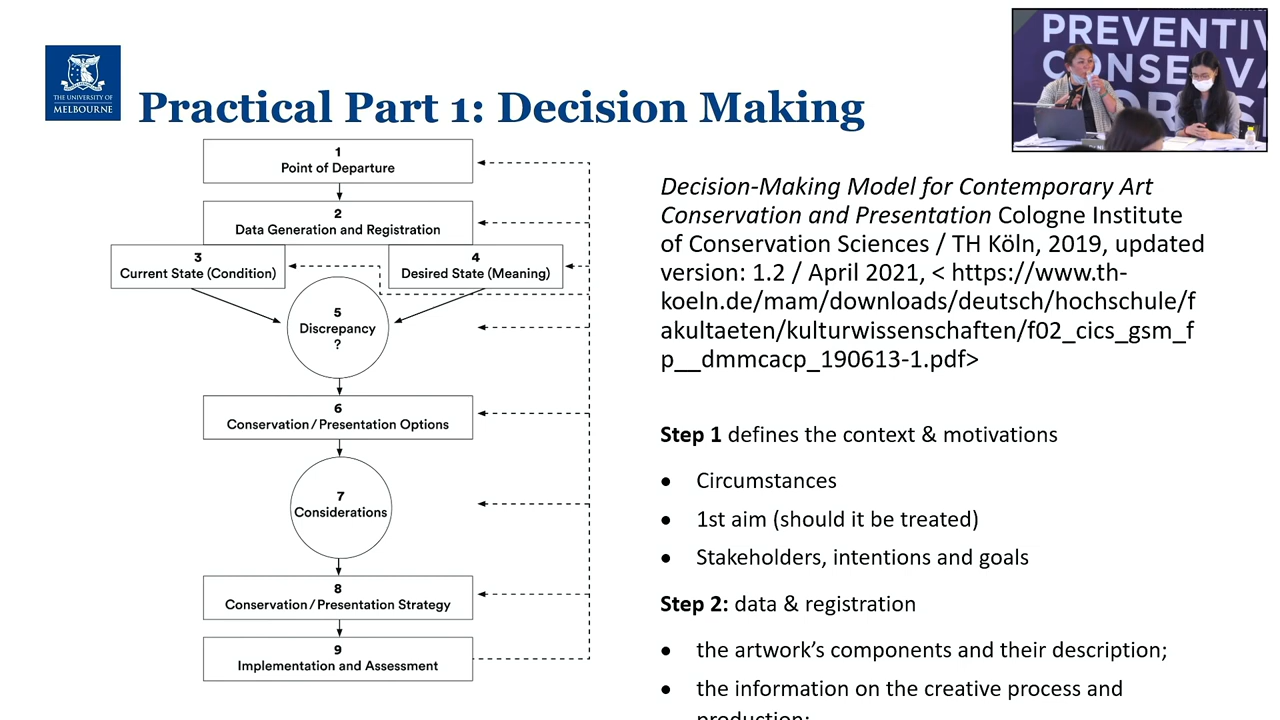 THE UNIVERSITY OF
MELBOURNE
Practical Part 1: Decision Making
PREVENTIV
CONSERVA
1
Point of Departure
2
Data Generation and Registration
3
Current State (Condition)
4
Desired State (Meaning)
5
Discrepancy
?
6
Conservation / Presentation Options
7
Considerations
8
Conservation / Presentation Strategy
9
Implementation and Assessment
Decision-Making Model for Contemporary Art
Conservation and Presentation Cologne Institute
of Conservation Sciences / TH Köln, 2019, updated
version: 1.2 / April 2021, < https://www.th-
koeln.de/mam/downloads/deutsch/hochschule/f
akultaeten/kulturwissenschaften/f02_cics_gsm_f
p__dmmcacp_190613-1.pdf>
Step 1 defines the context & motivations
• Circumstances
• 1st aim (should it be treated)
• Stakeholders, intentions and goals
Step 2: data & registration
• the artwork's components and their description;
• the information on the creative process and
production;